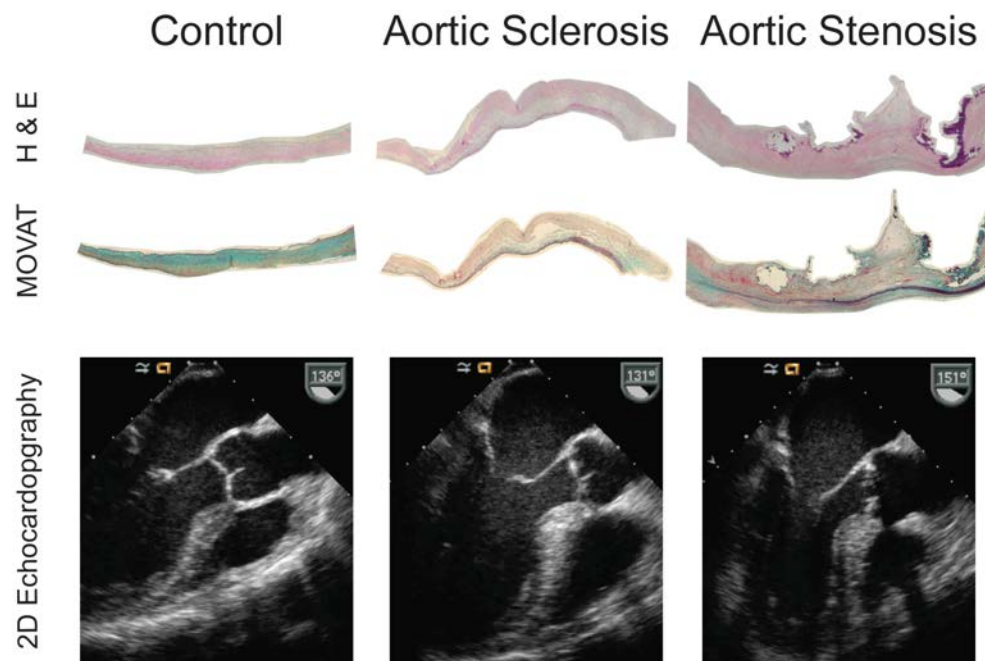 Control Aortic Sclerosis Aortic Stenosis
H & E
MOVAT
2D Echocardopgraphy
136° 131° 151°